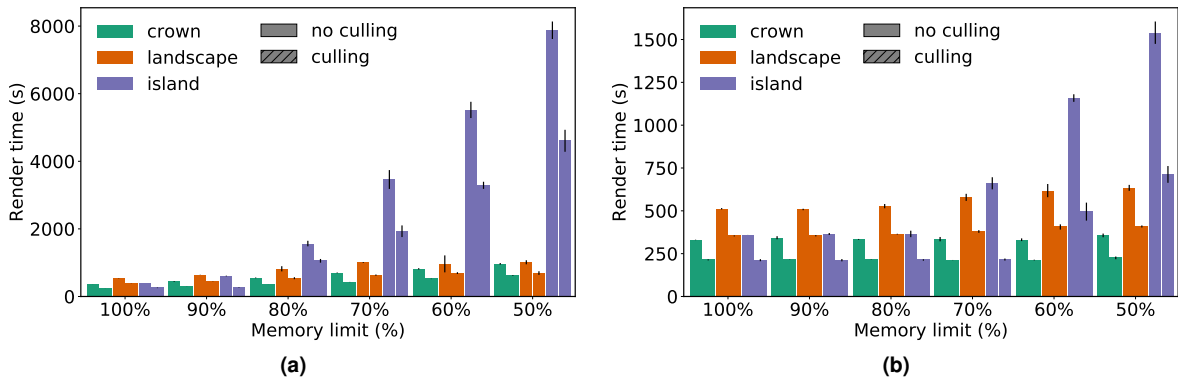 8000
6000
4000
2000
0
Render time (s)
crown
landscape
island
no culling
culling
100% 90% 80% 70% 60% 50%
Memory limit (%)
(a)
1500
1250
1000
750
500
250
0
Render time (s)
crown
landscape
island
no culling
culling
100% 90% 80% 70% 60% 50%
Memory limit (%)
(b)